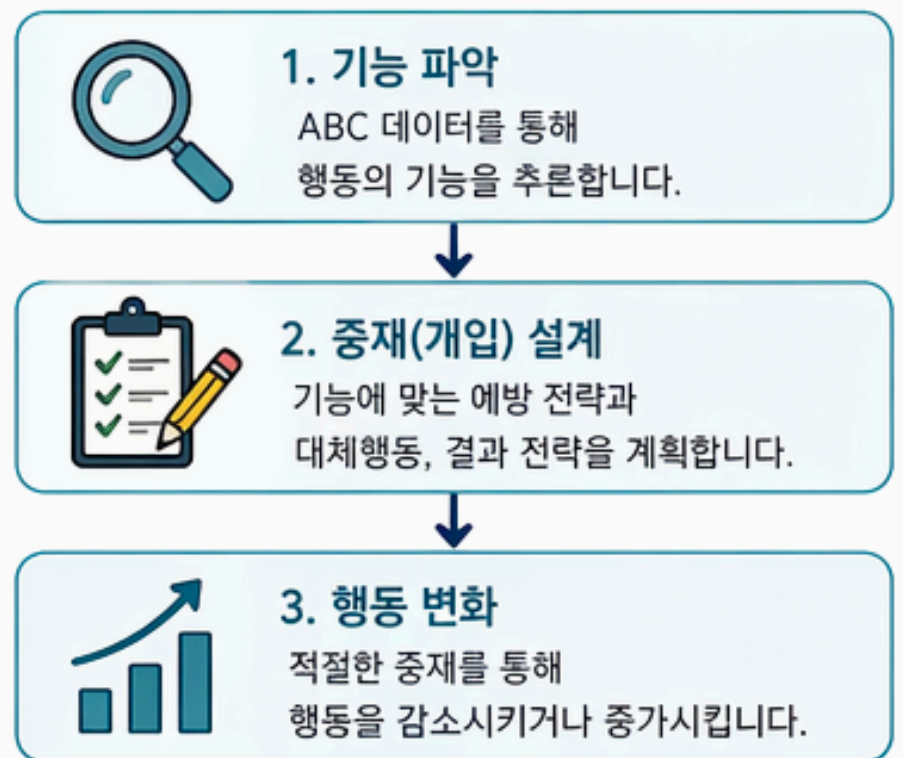 1. 기능 파악
ABC 데이터를 통해
행동의 기능을 추론합니다.
2. 중재(개입) 설계
기능에 맞는 예방 전략과
대체행동, 결과 전략을 계획합니다.
3. 행동 변화
적절한 중재를 통해
행동을 감소시키거나 중가시킵니다.